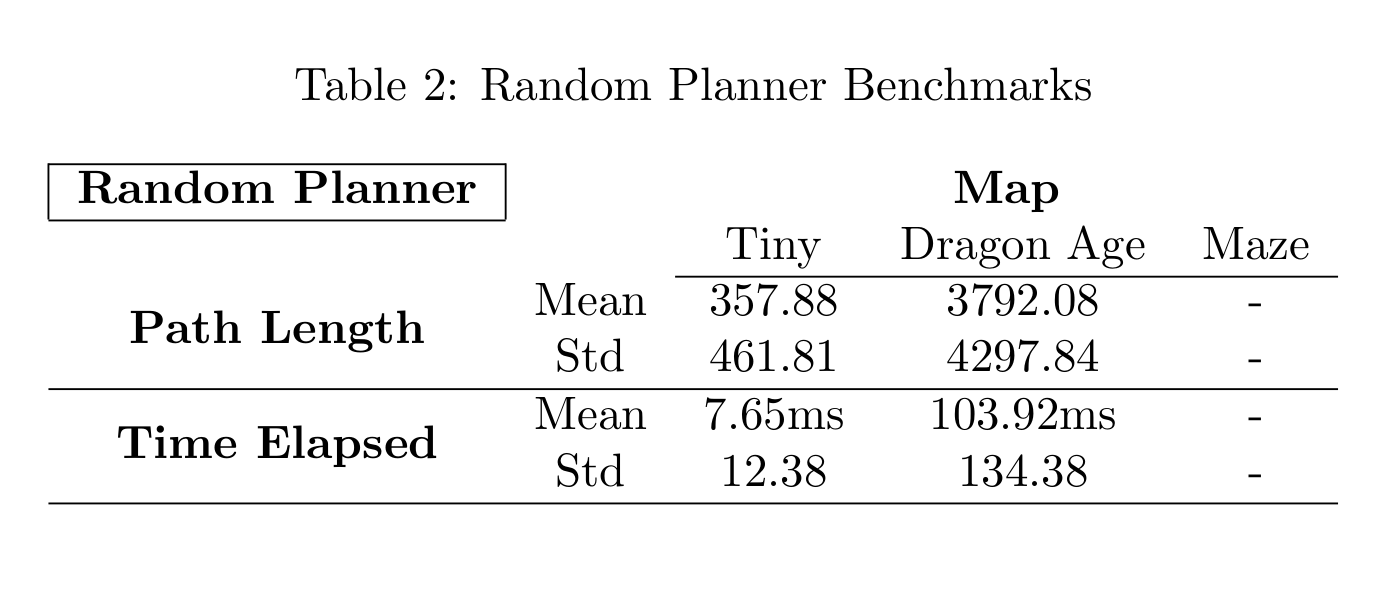 Table 2: Random Planner Benchmarks
Random Planner Map
Tiny Dragon Age Maze
Path Length
Mean 357.88 3792.08 -
Std 461.81 4297.84 -
Time Elapsed
Mean 7.65ms 103.92ms -
Std 12.38 134.38 -